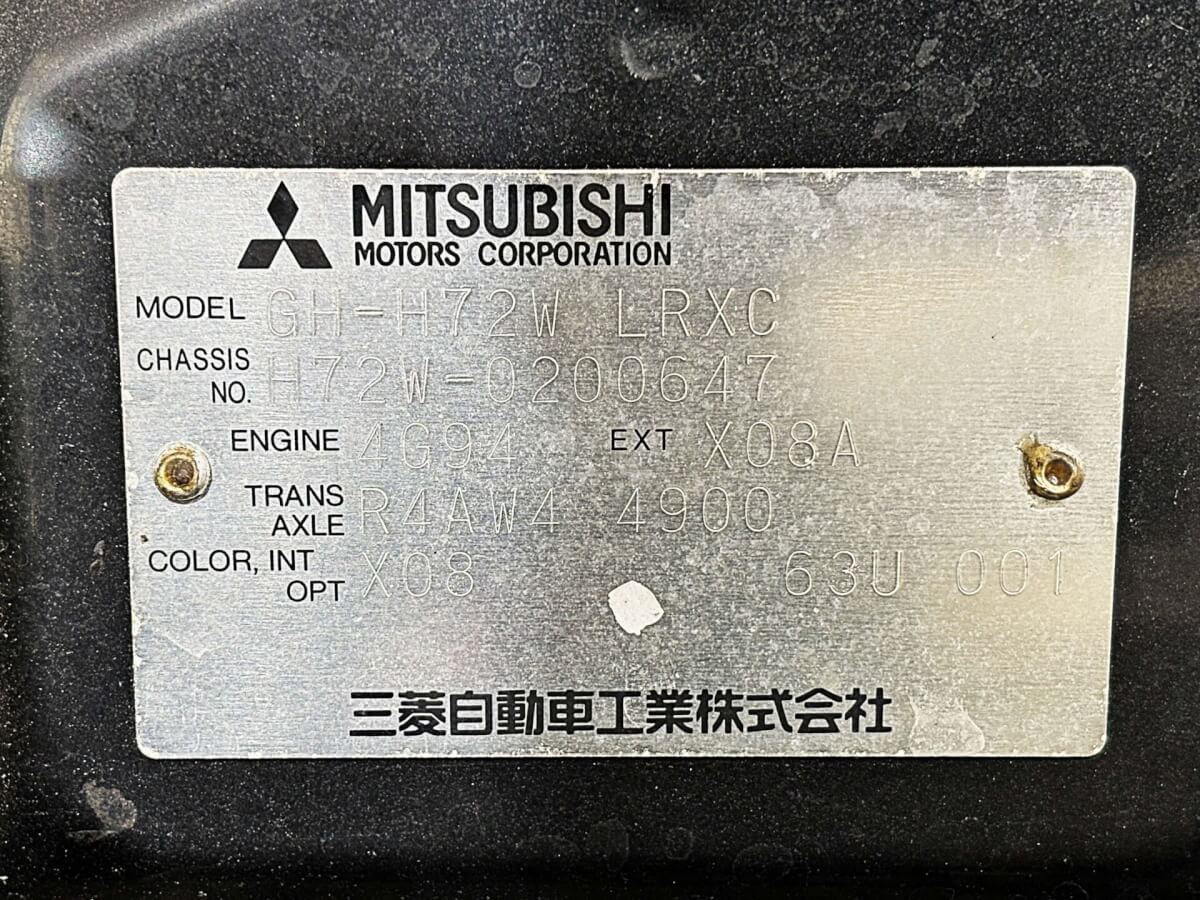 MITSUBISHI
MOTORS CORPORATION
MODEL GH-H72W LRXC
CHASSIS NO. H72W-0200647
ENGINE 4G94 EXT X08A
TRANS AXLE R4AW4 4900
COLOR, INT OPT X08 63U 001
三菱自動車工業株式会社